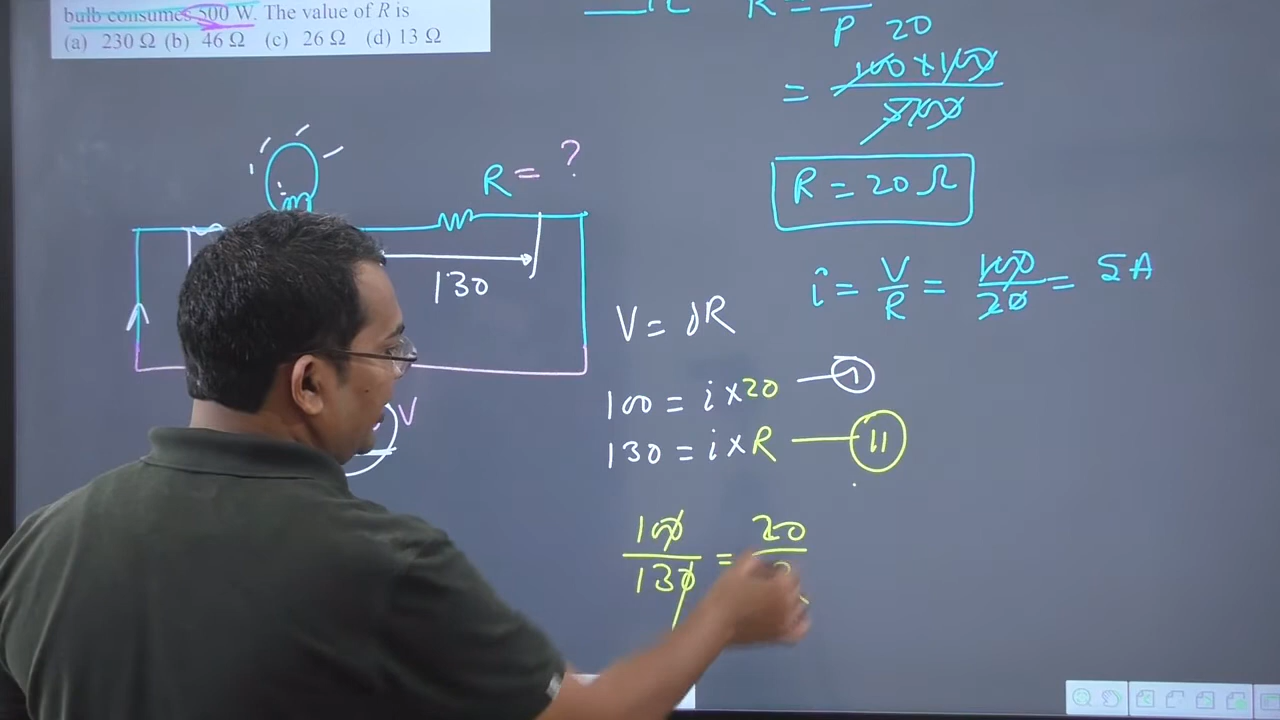 bulb consumes 500 W. The value of R is
(a) 230 Ω (b) 46 Ω (c) 26 Ω (d) 13 Ω
R =
P 20
= 100 × 100
500
R = 20 Ω
R = ?
130
i = V/R = 100/20 = 5A
V = iR
100 = i × 20 — I
130 = i × R — II
V
100/130 = 20/